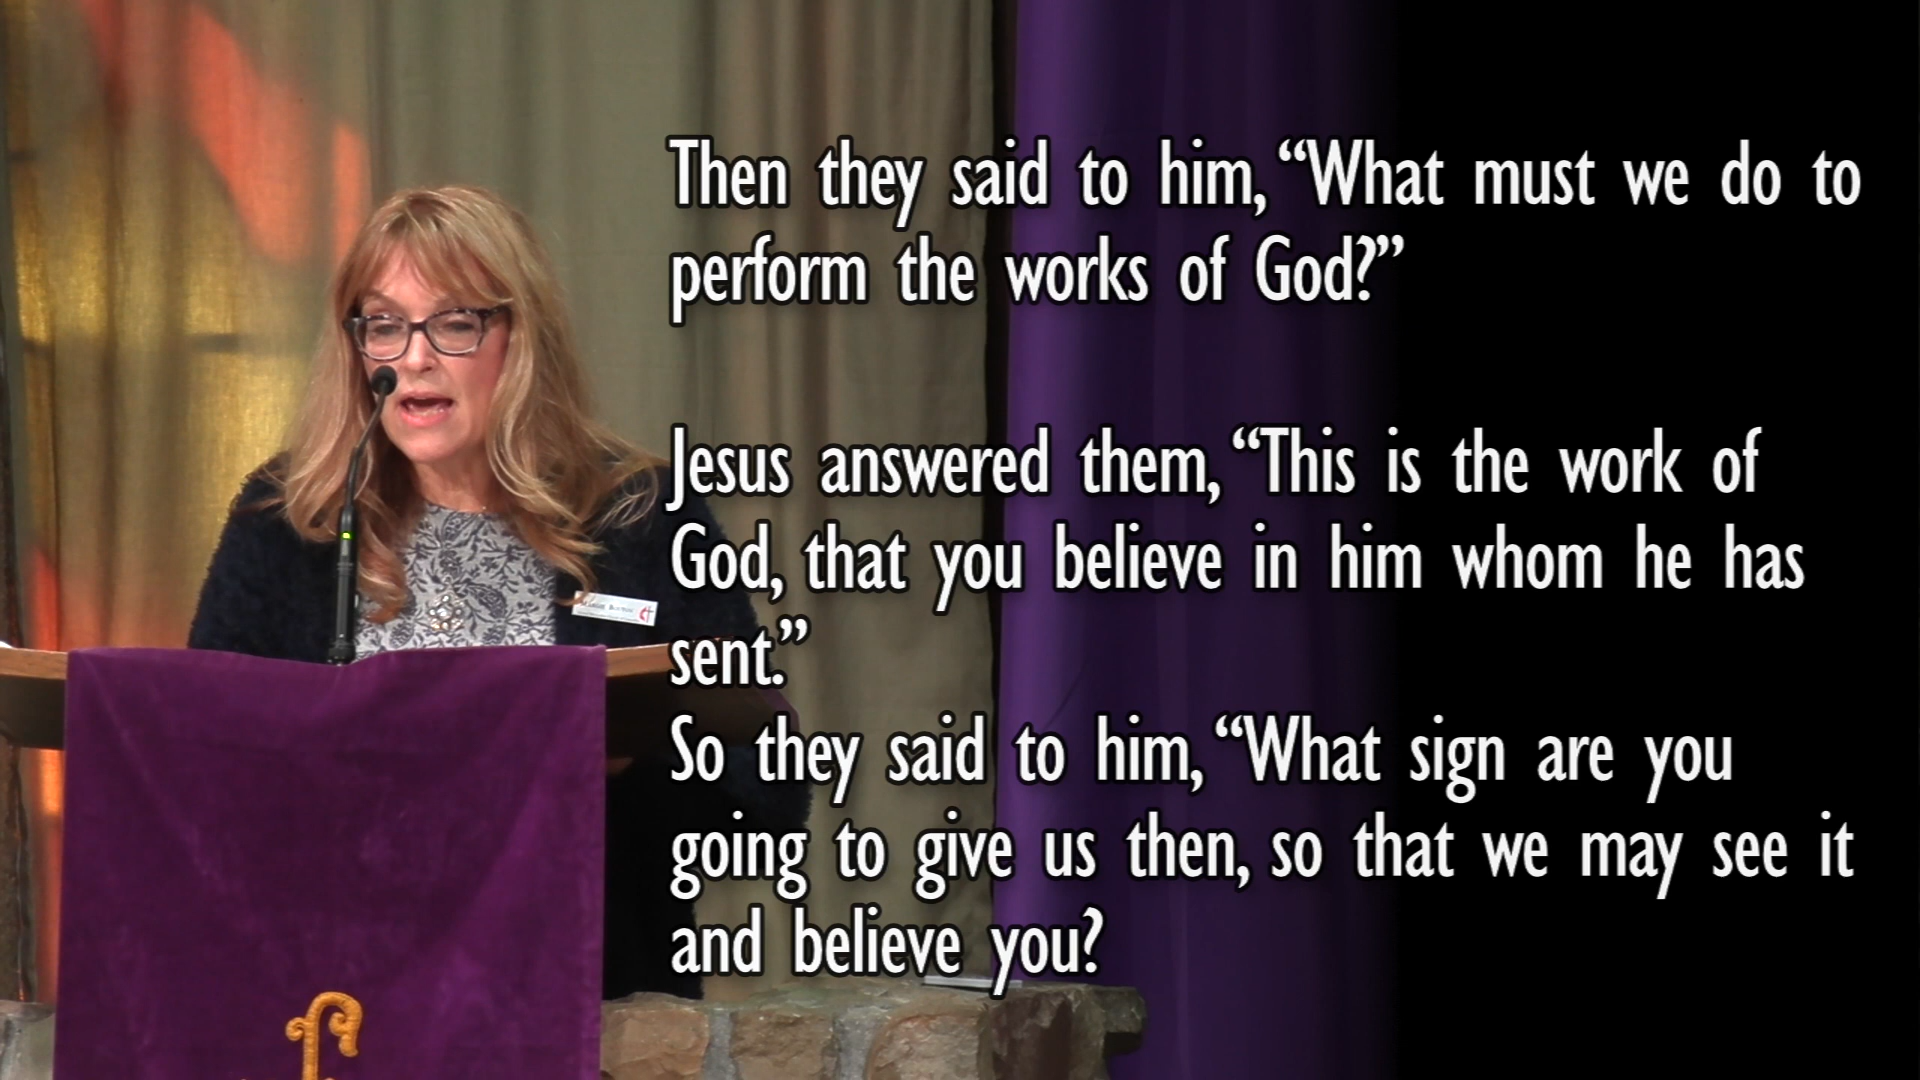 Then they said to him, “What must we do to
perform the works of God?”
Jesus answered them, “This is the work of
God, that you believe in him whom he has
sent.”
So they said to him, “What sign are you
going to give us then, so that we may see it
and believe you?